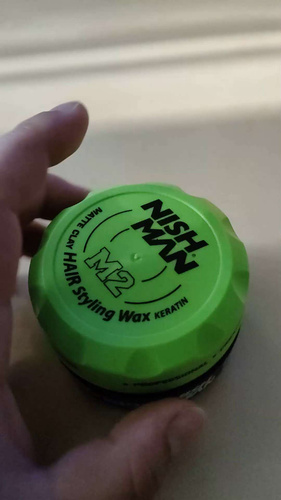 NISH
MAN
MATTE CLAY
M2
HAIR Styling Wax KERATIN